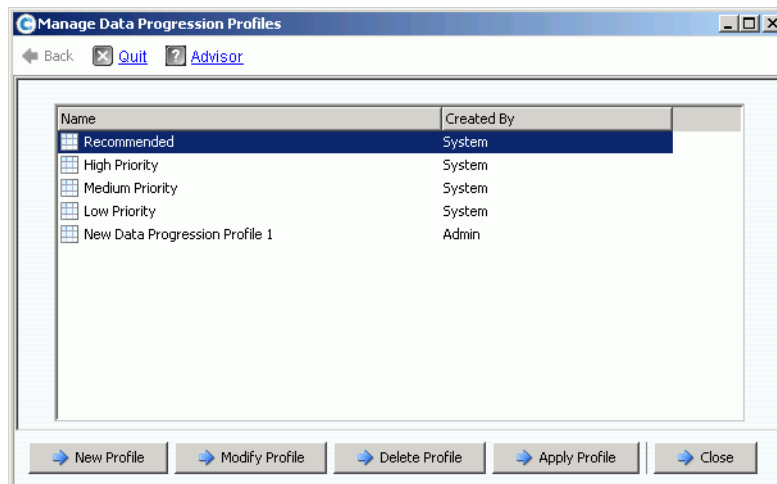 Manage Data Progression Profiles
Back Quit ? Advisor
Name Created By
Recommended System
High Priority System
Medium Priority System
Low Priority System
New Data Progression Profile 1 Admin
New Profile Modify Profile Delete Profile Apply Profile Close